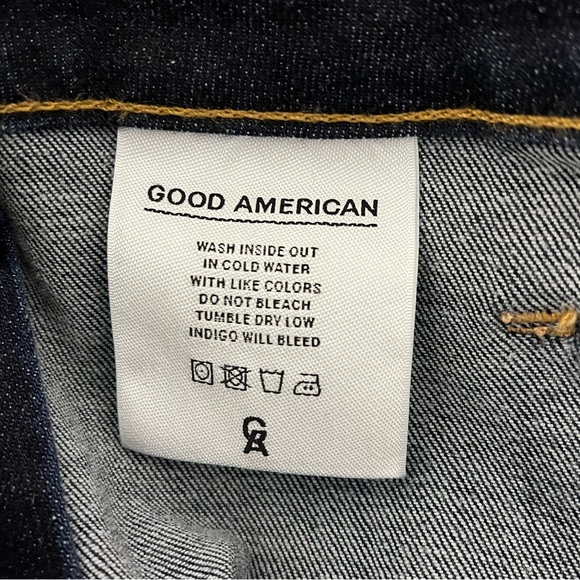 GOOD AMERICAN
WASH INSIDE OUT
IN COLD WATER
WITH LIKE COLORS
DO NOT BLEACH
TUMBLE DRY LOW
INDIGO WILL BLEED
GA